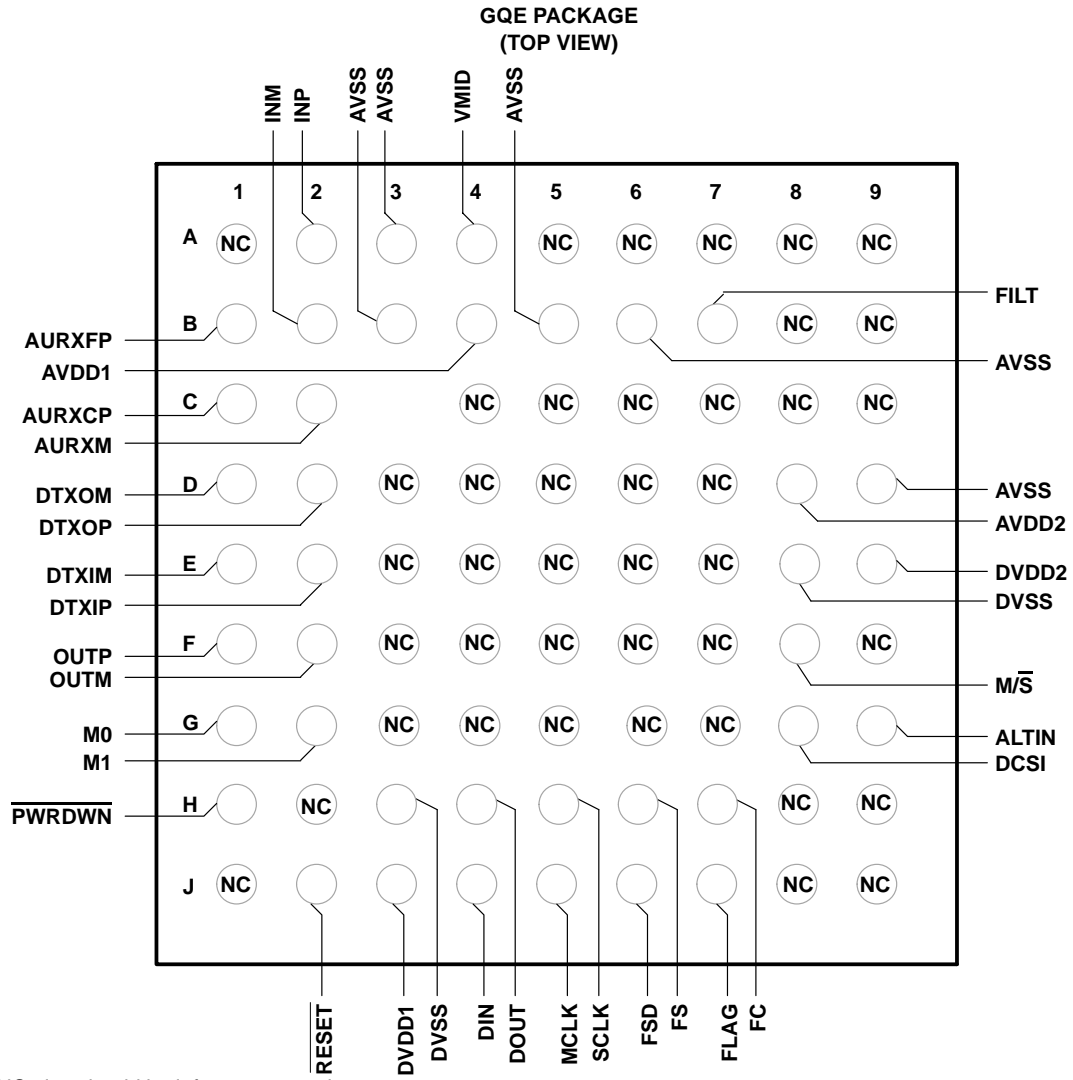 GQE PACKAGE
(TOP VIEW)
INM INP AVSS AVSS VMID AVSS
1 2 3 4 5 6 7 8 9
A NC NC NC NC NC NC
FILT
B NC NC
AURXFP
AVSS
AVDD1
C NC NC NC NC NC NC
AURXCP
AURXM
D NC NC NC NC NC
DTXOM AVSS
DTXOP AVDD2
E NC NC NC NC NC
DTXIM DVDD2
DTXIP DVSS
F NC NC NC NC NC NC
OUTP
OUTM M/S̅
G NC NC NC NC NC
M0 ALTIN
M1 DCSI
H NC NC NC
P̅W̅R̅D̅W̅N̅
J NC NC NC
R̅E̅S̅E̅T̅ DVDD1 DVSS DIN DOUT MCLK SCLK FSD FS FLAG FC